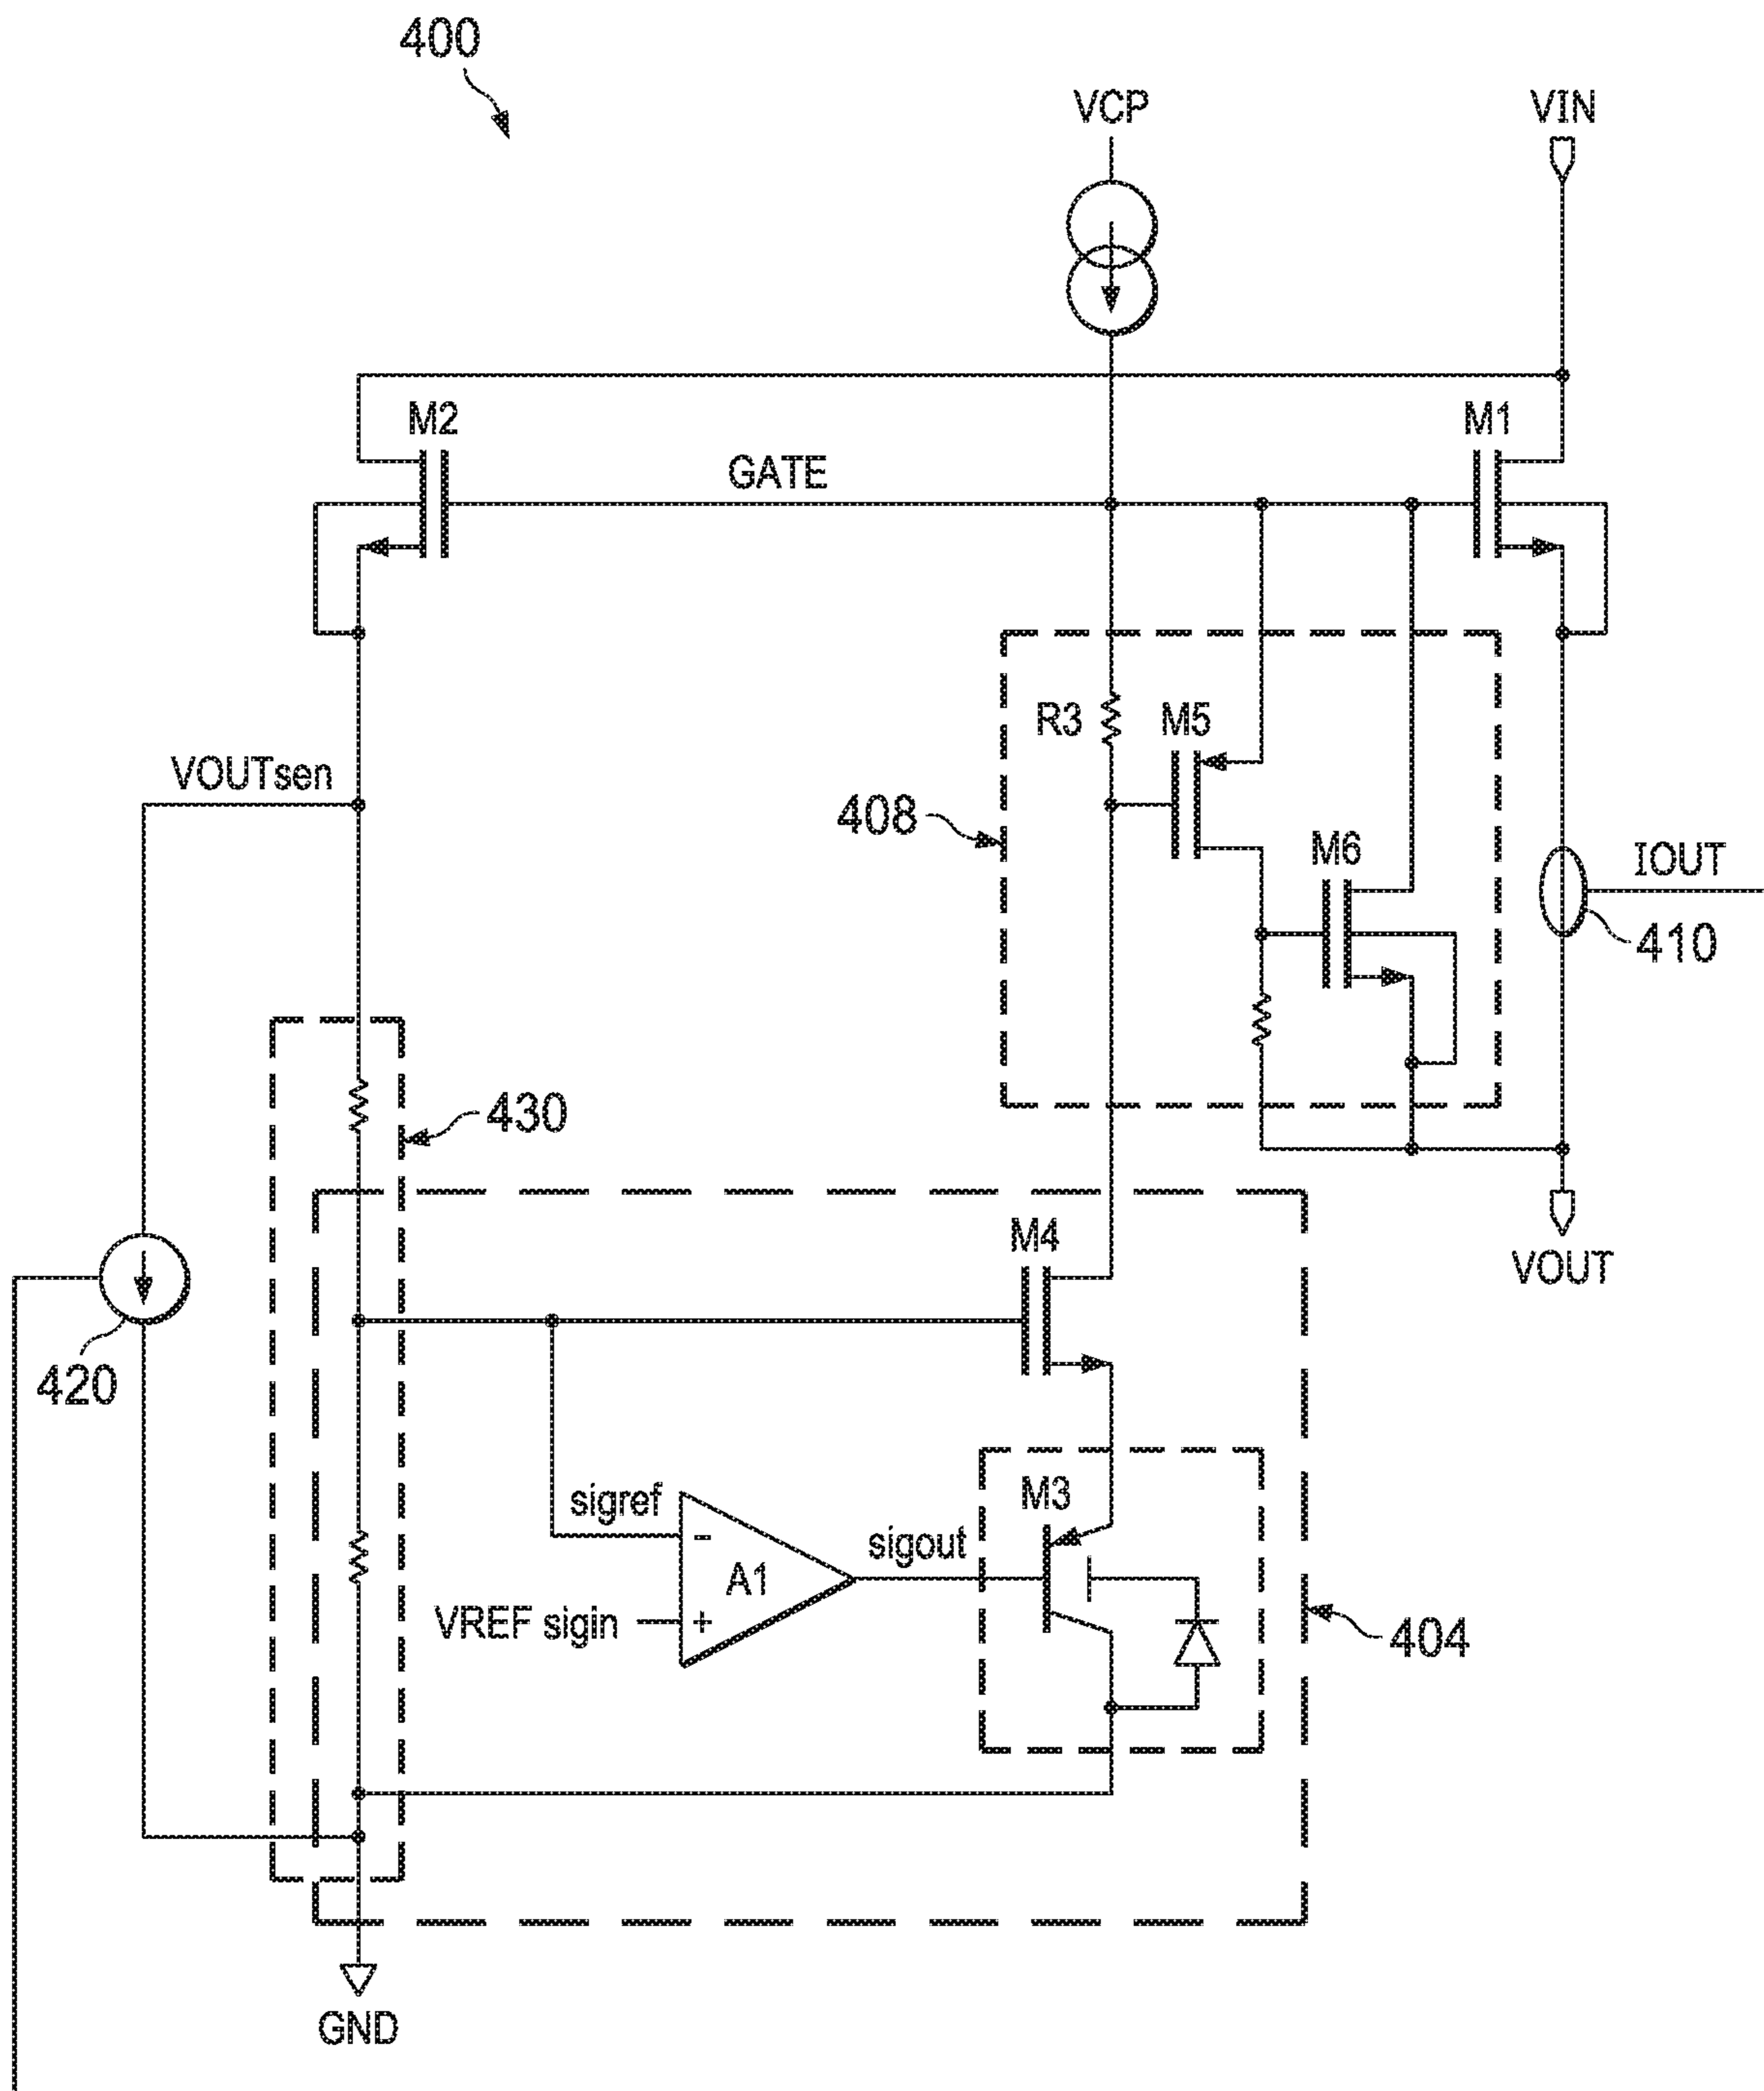 400
VCP
VIN
M2
M1
GATE
R3
M5
VOUTsen
408
M6
IOUT
410
430
M4
VOUT
420
M3
sigref
sigout
-
A1
VREF sigin
+
404
GND